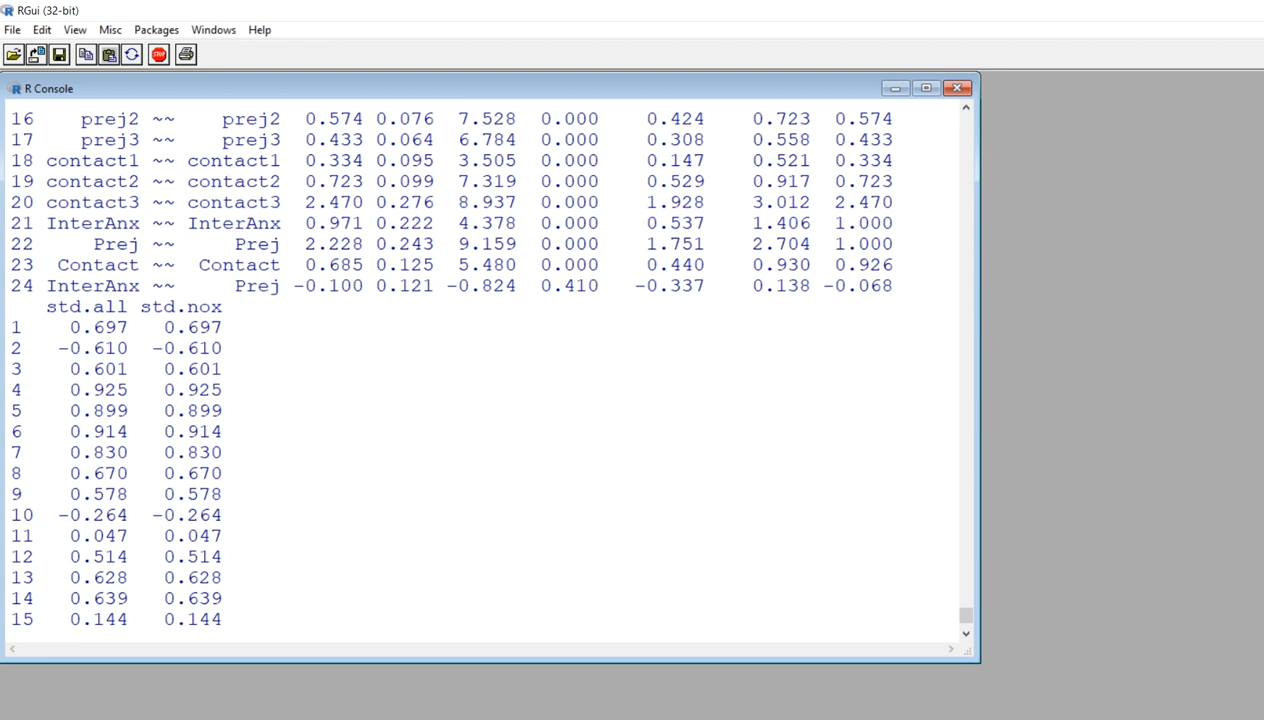 RGui (32-bit)
File Edit View Misc Packages Windows Help
STOP
R Console
16 prej2 ~~ prej2 0.574 0.076 7.528 0.000 0.424 0.723 0.574
17 prej3 ~~ prej3 0.433 0.064 6.784 0.000 0.308 0.558 0.433
18 contact1 ~~ contact1 0.334 0.095 3.505 0.000 0.147 0.521 0.334
19 contact2 ~~ contact2 0.723 0.099 7.319 0.000 0.529 0.917 0.723
20 contact3 ~~ contact3 2.470 0.276 8.937 0.000 1.928 3.012 2.470
21 InterAnx ~~ InterAnx 0.971 0.222 4.378 0.000 0.537 1.406 1.000
22 Prej ~~ Prej 2.228 0.243 9.159 0.000 1.751 2.704 1.000
23 Contact ~~ Contact 0.685 0.125 5.480 0.000 0.440 0.930 0.926
24 InterAnx ~~ Prej -0.100 0.121 -0.824 0.410 -0.337 0.138 -0.068
std.all std.nox
1 0.697 0.697
2 -0.610 -0.610
3 0.601 0.601
4 0.925 0.925
5 0.899 0.899
6 0.914 0.914
7 0.830 0.830
8 0.670 0.670
9 0.578 0.578
10 -0.264 -0.264
11 0.047 0.047
12 0.514 0.514
13 0.628 0.628
14 0.639 0.639
15 0.144 0.144